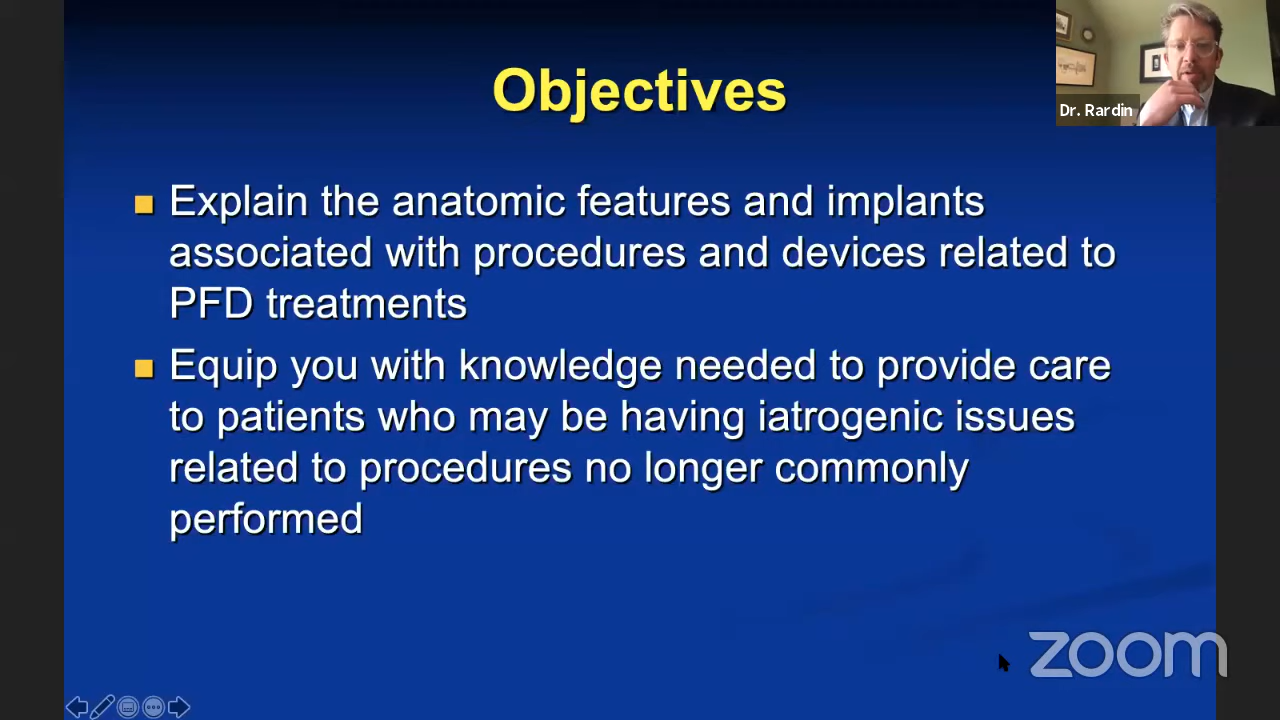 Objectives
Dr. Rardin
Explain the anatomic features and implants
associated with procedures and devices related to
PFD treatments
Equip you with knowledge needed to provide care
to patients who may be having iatrogenic issues
related to procedures no longer commonly
performed
zoom